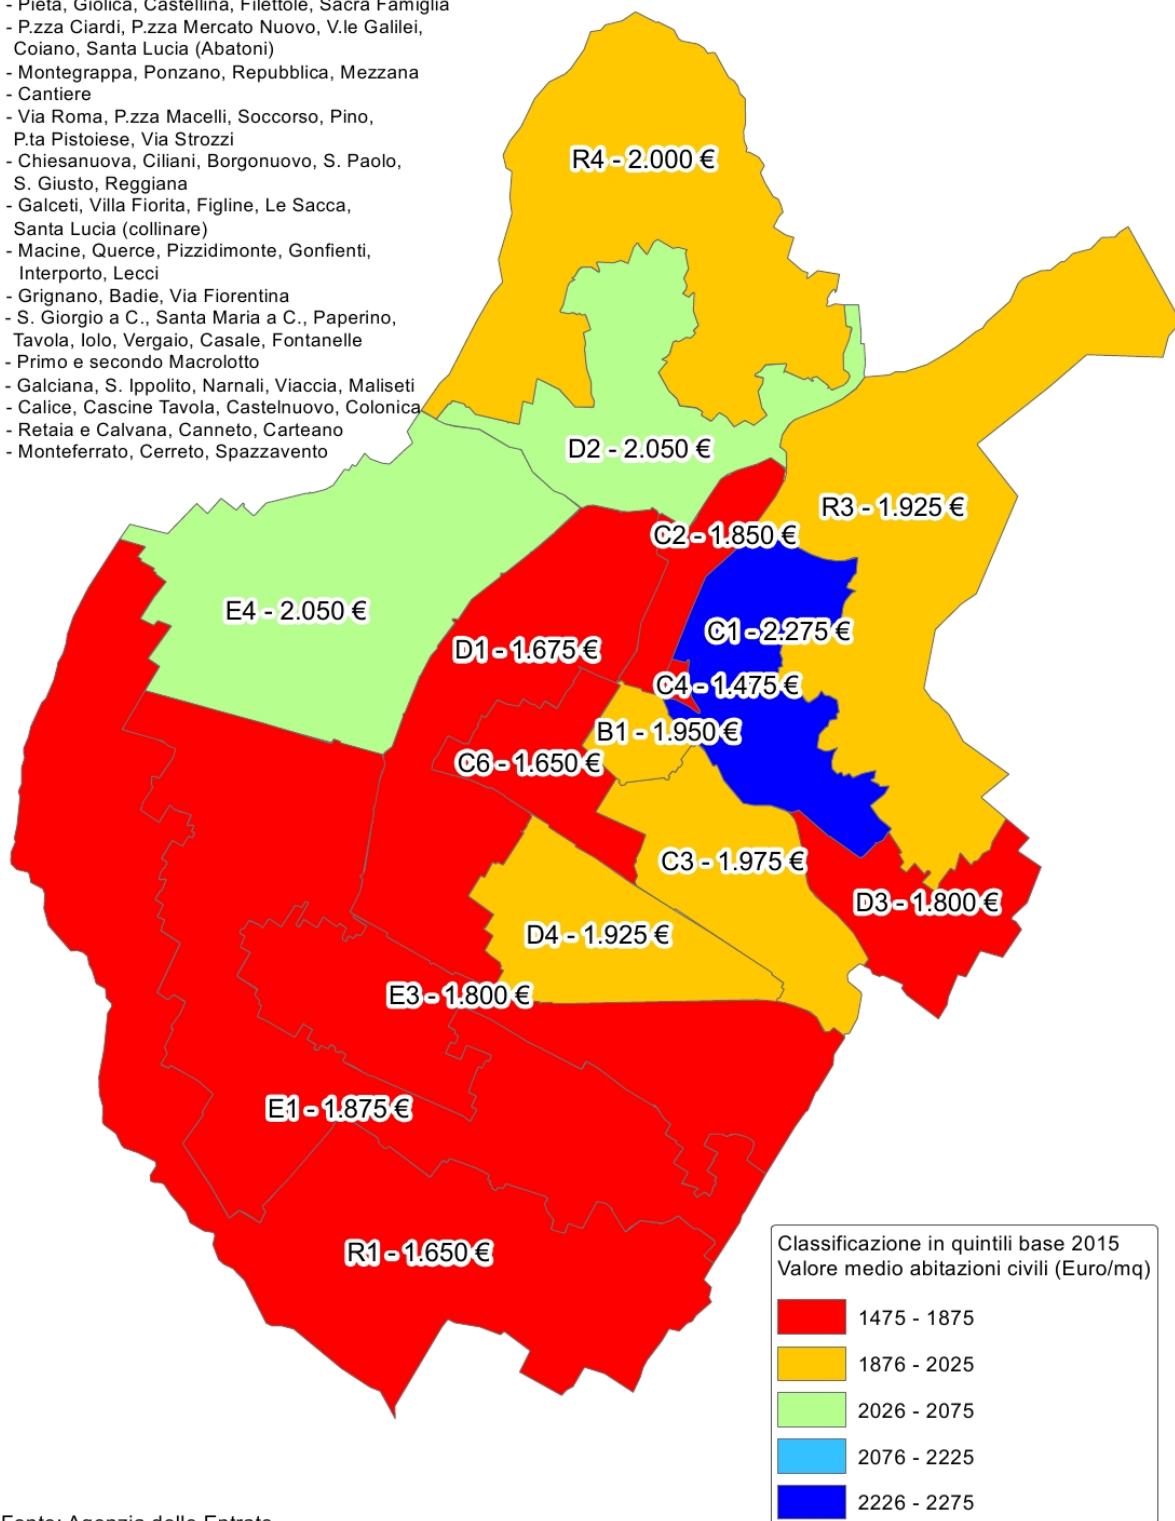 - Pieta, Giolica, Castellina, Filettole, Sacra Famiglia
- P.zza Ciardi, P.zza Mercato Nuovo, V.le Galilei,
Coiano, Santa Lucia (Abatoni)
- Montegrappa, Ponzano, Repubblica, Mezzana
- Cantiere
- Via Roma, P.zza Macelli, Soccorso, Pino,
P.ta Pistoiese, Via Strozzi
- Chiesanuova, Ciliani, Borgonuovo, S. Paolo,
S. Giusto, Reggiana
- Galceti, Villa Fiorita, Figline, Le Sacca,
Santa Lucia (collinare)
- Macine, Querce, Pizzidimonte, Gonfienti,
Interporto, Lecci
- Grignano, Badie, Via Fiorentina
- S. Giorgio a C., Santa Maria a C., Paperino,
Tavola, Iolo, Vergaio, Casale, Fontanelle
- Primo e secondo Macrolotto
- Galciana, S. Ippolito, Narnali, Viaccia, Maliseti
- Calice, Cascine Tavola, Castelnuovo, Colonica
- Retaia e Calvana, Canneto, Carteano
- Monteferrato, Cerreto, Spazzavento
R4 - 2.000 €
D2 - 2.050 €
R3 - 1.925 €
C2 - 1.850 €
E4 - 2.050 €
C1 - 2.275 €
D1 - 1.675 €
C4 - 1.475 €
B1 - 1.950 €
C6 - 1.650 €
C3 - 1.975 €
D3 - 1.800 €
D4 - 1.925 €
E3 - 1.800 €
E1 - 1.875 €
R1 - 1.650 €
Classificazione in quintili base 2015
Valore medio abitazioni civili (Euro/mq)
1475 - 1875
1876 - 2025
2026 - 2075
2076 - 2225
2226 - 2275
Fonte: Agenzia delle Entrate